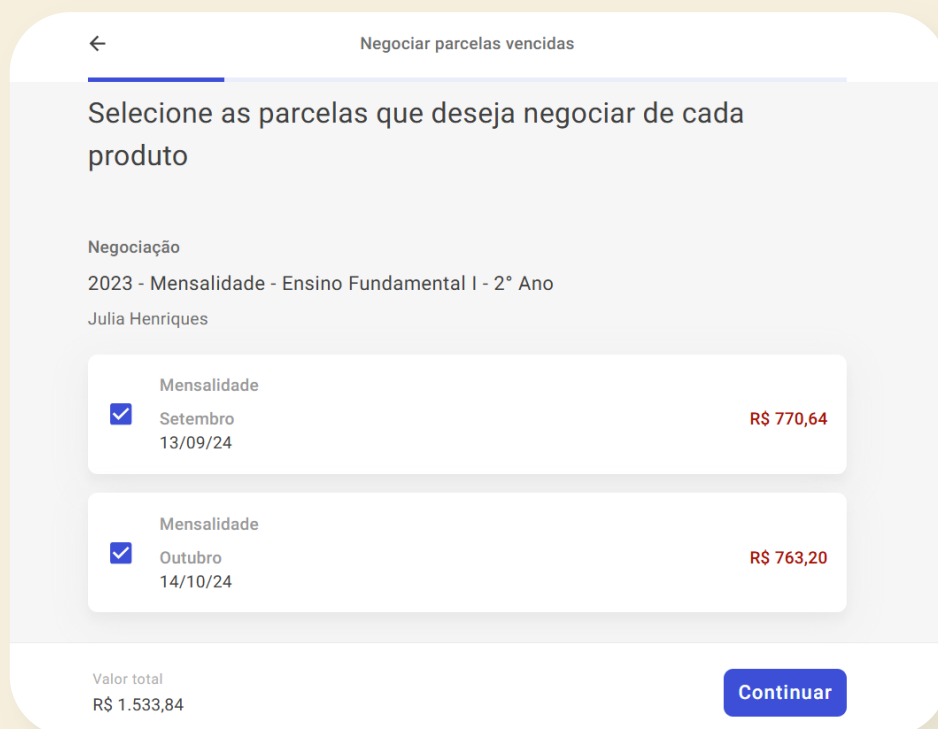 Negociar parcelas vencidas
Selecione as parcelas que deseja negociar de cada
produto
Negociação
2023 - Mensalidade - Ensino Fundamental I - 2° Ano
Julia Henriques
Mensalidade
Setembro
13/09/24
R$ 770,64
Mensalidade
Outubro
14/10/24
R$ 763,20
Valor total
R$ 1.533,84
Continuar